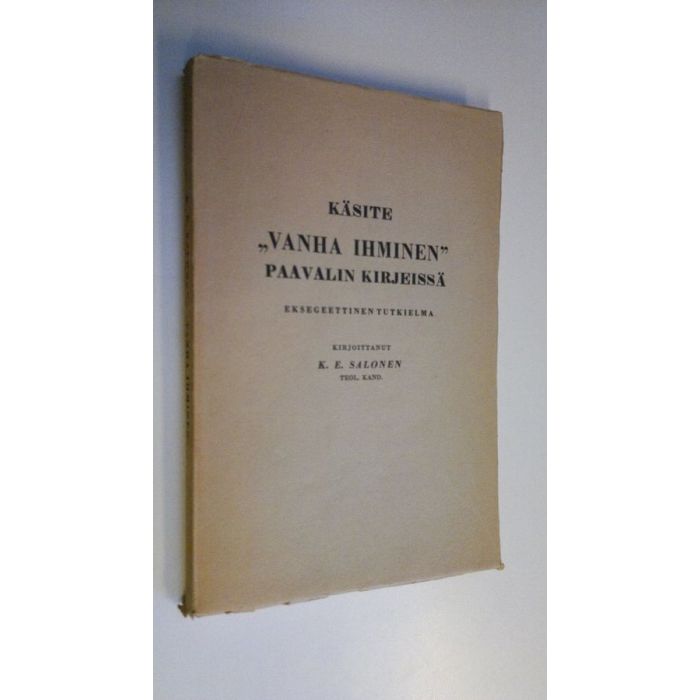 KÄSITE
„VANHA IHMINEN”
PAAVALIN KIRJEISSÄ
EKSEGEETTINEN TUTKIELMA
KIRJOITTANUT
K. E. SALONEN
TEOL. KAND.